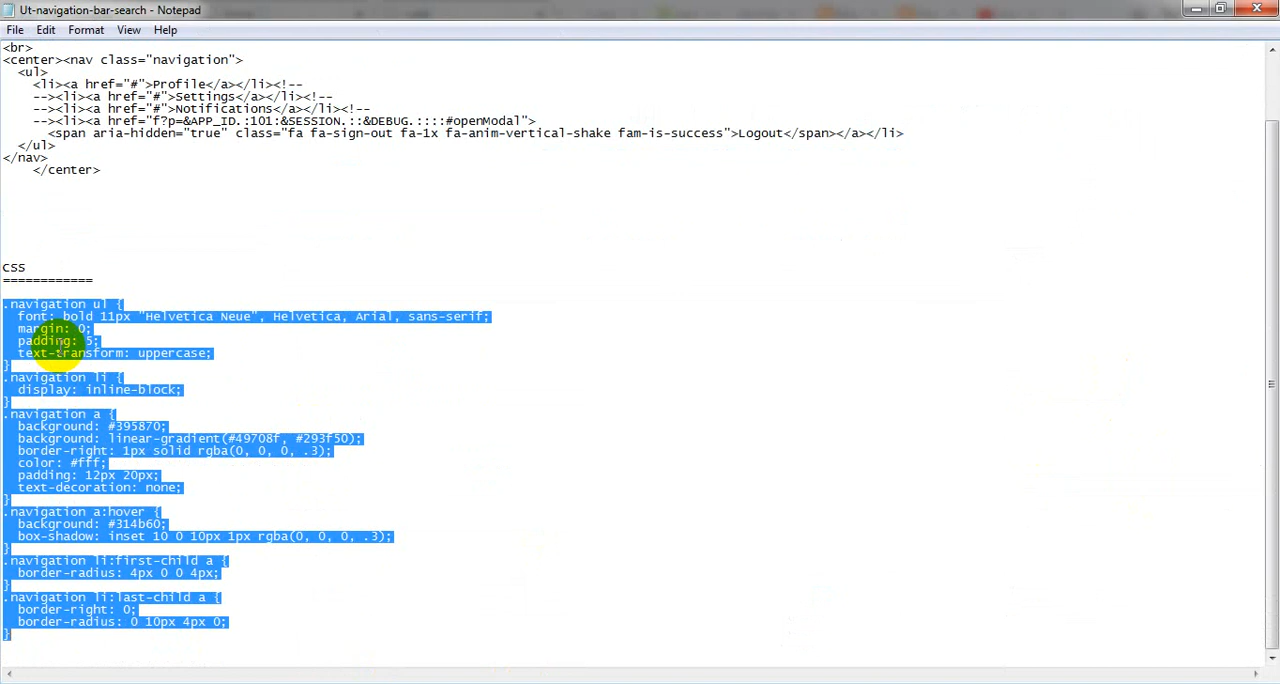 Ut-navigation-bar-search - Notepad
File Edit Format View Help
<br>
<center><nav class="navigation">
  <ul>
    <li><a href="#">Profile</a></li><!--
    --><li><a href="#">Settings</a></li><!--
    --><li><a href="#">Notifications</a></li><!--
    --><li><a href="f?p=&APP_ID.:101:&SESSION.::&DEBUG.::::#openModal">
      <span aria-hidden="true" class="fa fa-sign-out fa-1x fa-anim-vertical-shake fam-is-success">Logout</span></a></li>
  </ul>
</nav>
    </center>
CSS
============
.navigation ul {
  font: bold 11px "Helvetica Neue", Helvetica, Arial, sans-serif;
  margin: 0;
  padding: 5;
  text-transform: uppercase;
}
.navigation li {
  display: inline-block;
}
.navigation a {
  background: #395870;
  background: linear-gradient(#49708f, #293f50);
  border-right: 1px solid rgba(0, 0, 0, .3);
  color: #fff;
  padding: 12px 20px;
  text-decoration: none;
}
.navigation a:hover {
  background: #314b60;
  box-shadow: inset 10 0 10px 1px rgba(0, 0, 0, .3);
}
.navigation li:first-child a {
  border-radius: 4px 0 0 4px;
}
.navigation li:last-child a {
  border-right: 0;
  border-radius: 0 10px 4px 0;
}